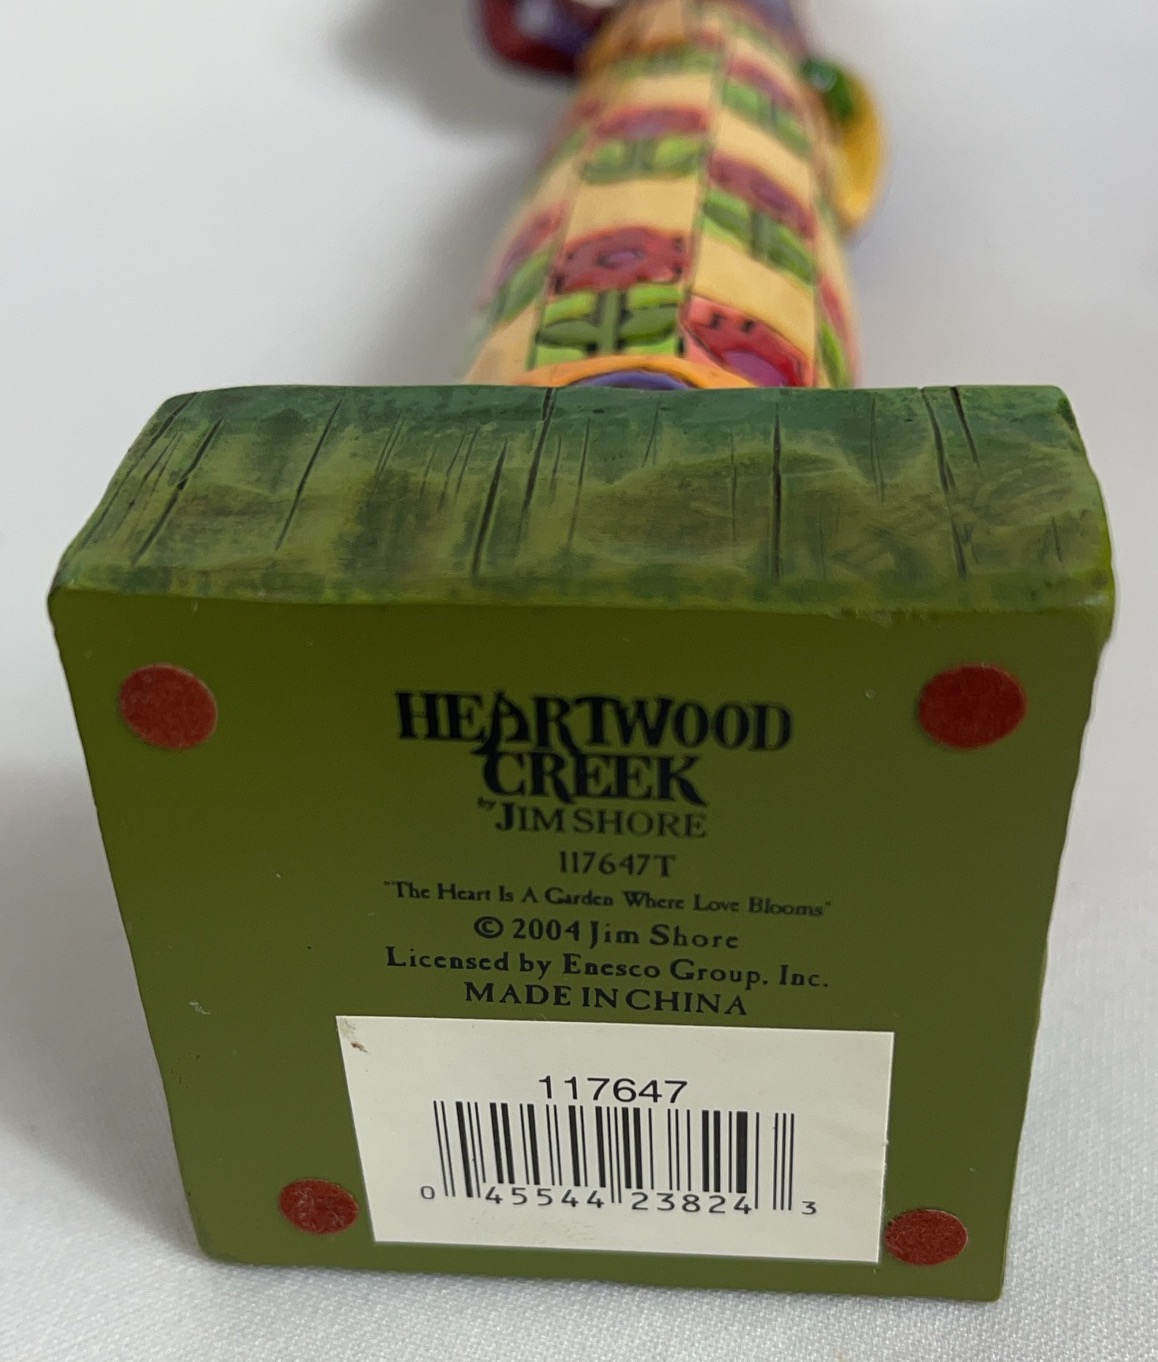 HEARTWOOD
CREEK
by JIM SHORE
117647T
"The Heart Is A Garden Where Love Blooms"
© 2004 Jim Shore
Licensed by Enesco Group, Inc.
MADE IN CHINA
117647
0 45544 23824 3